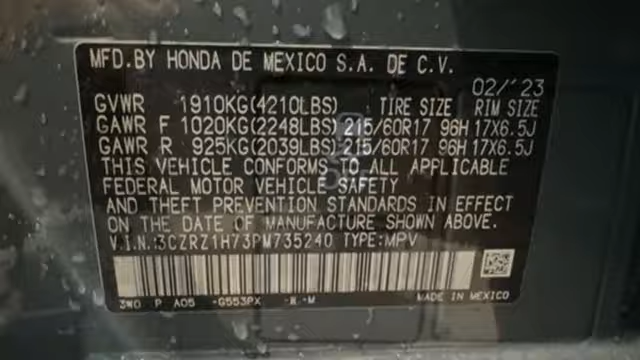 MFD.BY HONDA DE MEXICO S.A. DE C.V.
02/'23
GVWR 1910KG(4210LBS) TIRE SIZE RIM SIZE
GAWR F 1020KG(2248LBS) 215/60R17 96H 17X6.5J
GAWR R 925KG(2039LBS) 215/60R17 96H 17X6.5J
THIS VEHICLE CONFORMS TO ALL APPLICABLE
FEDERAL MOTOR VEHICLE SAFETY
AND THEFT PREVENTION STANDARDS IN EFFECT
ON THE DATE OF MANUFACTURE SHOWN ABOVE.
V.I.N.:3CZRZ1H73PM735240 TYPE:MPV
3W0 P A05 -G553PX -R -M MADE IN MEXICO